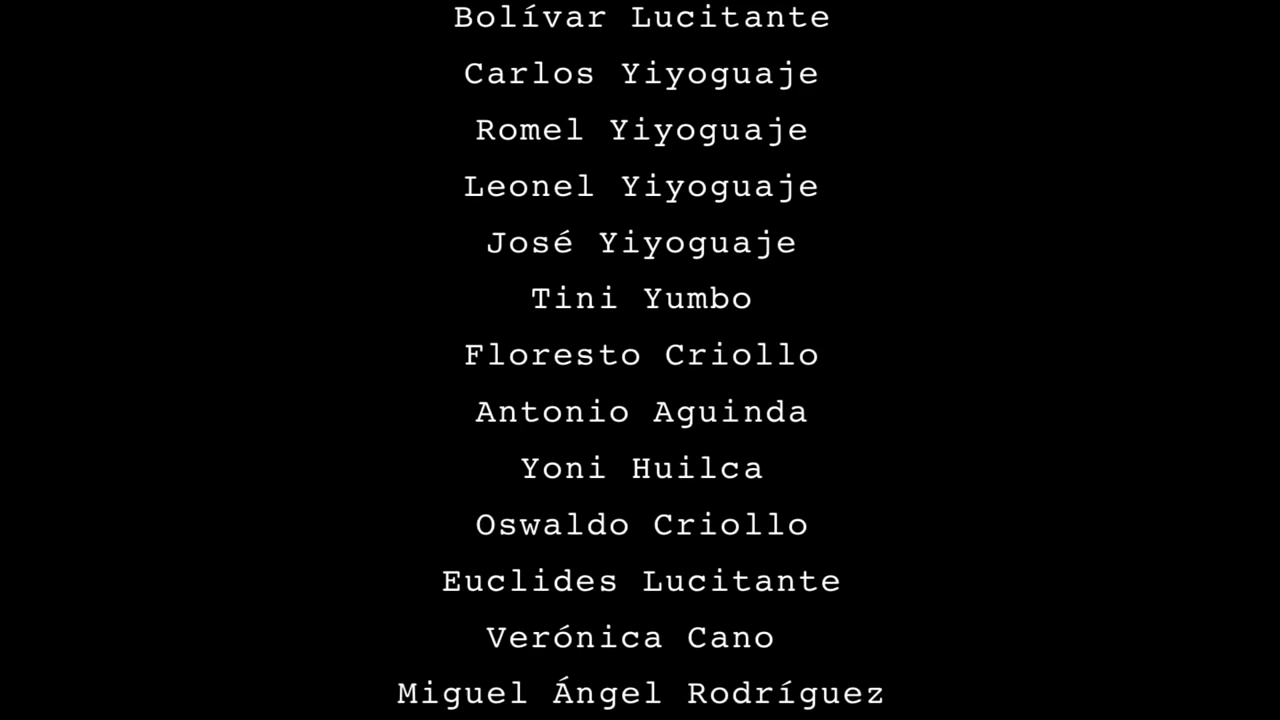 Bolívar Lucitante
Carlos Yiyoguaje
Romel Yiyoguaje
Leonel Yiyoguaje
José Yiyoguaje
Tini Yumbo
Floresto Criollo
Antonio Aguinda
Yoni Huilca
Oswaldo Criollo
Euclides Lucitante
Verónica Cano
Miguel Ángel Rodríguez